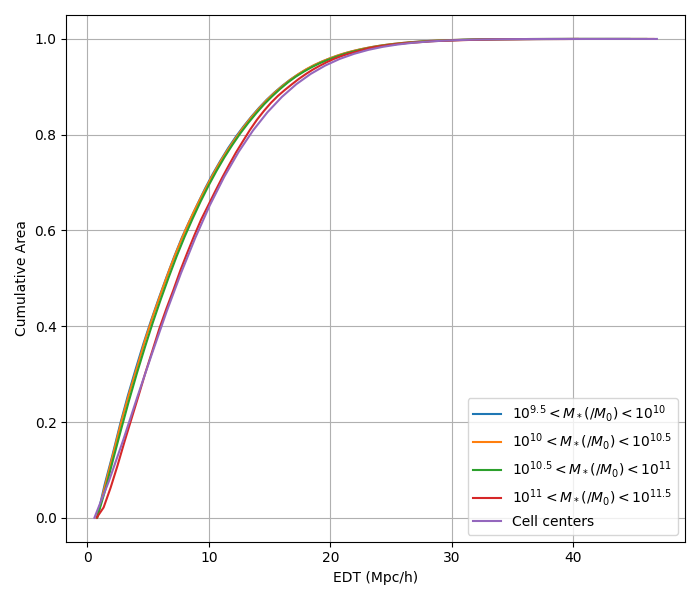 1.0
0.8
0.6
0.4
0.2
0.0
Cumulative Area
0 10 20 30 40
EDT (Mpc/h)
10^{9.5} < M_*(/M_0) < 10^{10}
10^{10} < M_*(/M_0) < 10^{10.5}
10^{10.5} < M_*(/M_0) < 10^{11}
10^{11} < M_*(/M_0) < 10^{11.5}
Cell centers